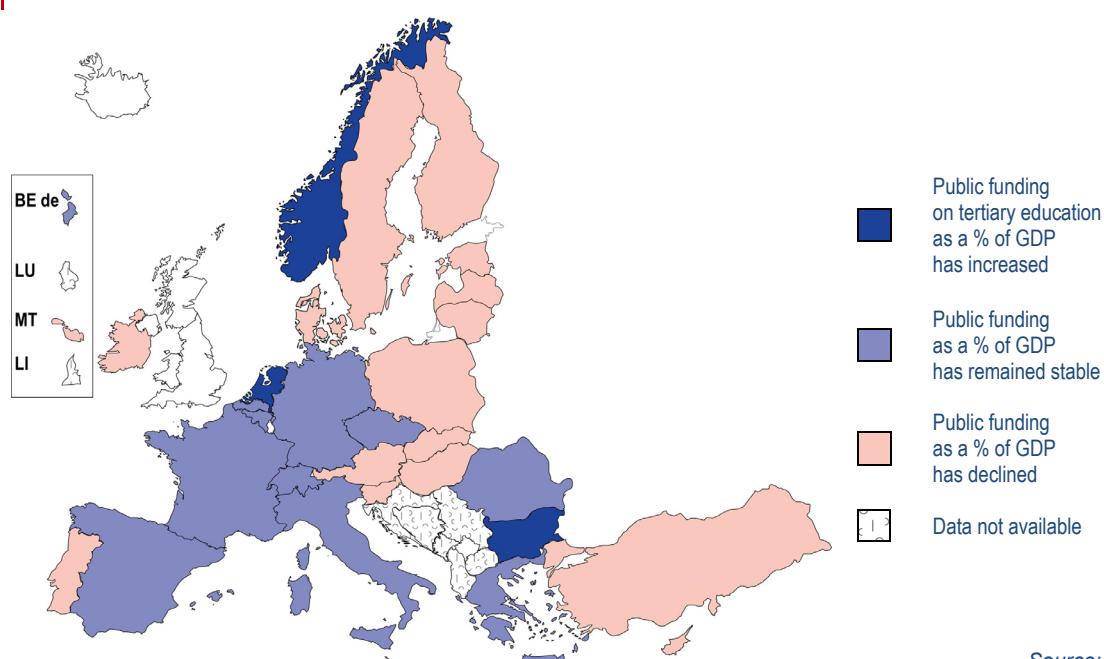 BE de
LU
MT
LI
Public funding
on tertiary education
as a % of GDP
has increased
Public funding
as a % of GDP
has remained stable
Public funding
as a % of GDP
has declined
Data not available
Source: